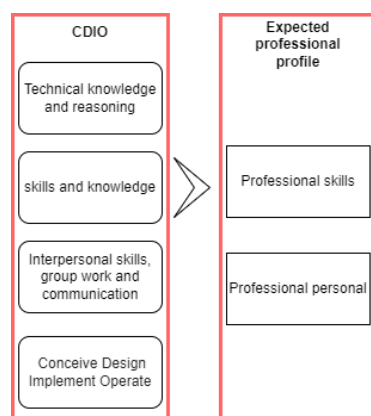 CDIO
Technical knowledge
and reasoning
skills and knowledge
Interpersonal skills,
group work and
communication
Conceive Design
Implement Operate
Expected
professional
profile
Professional skills
Professional personal